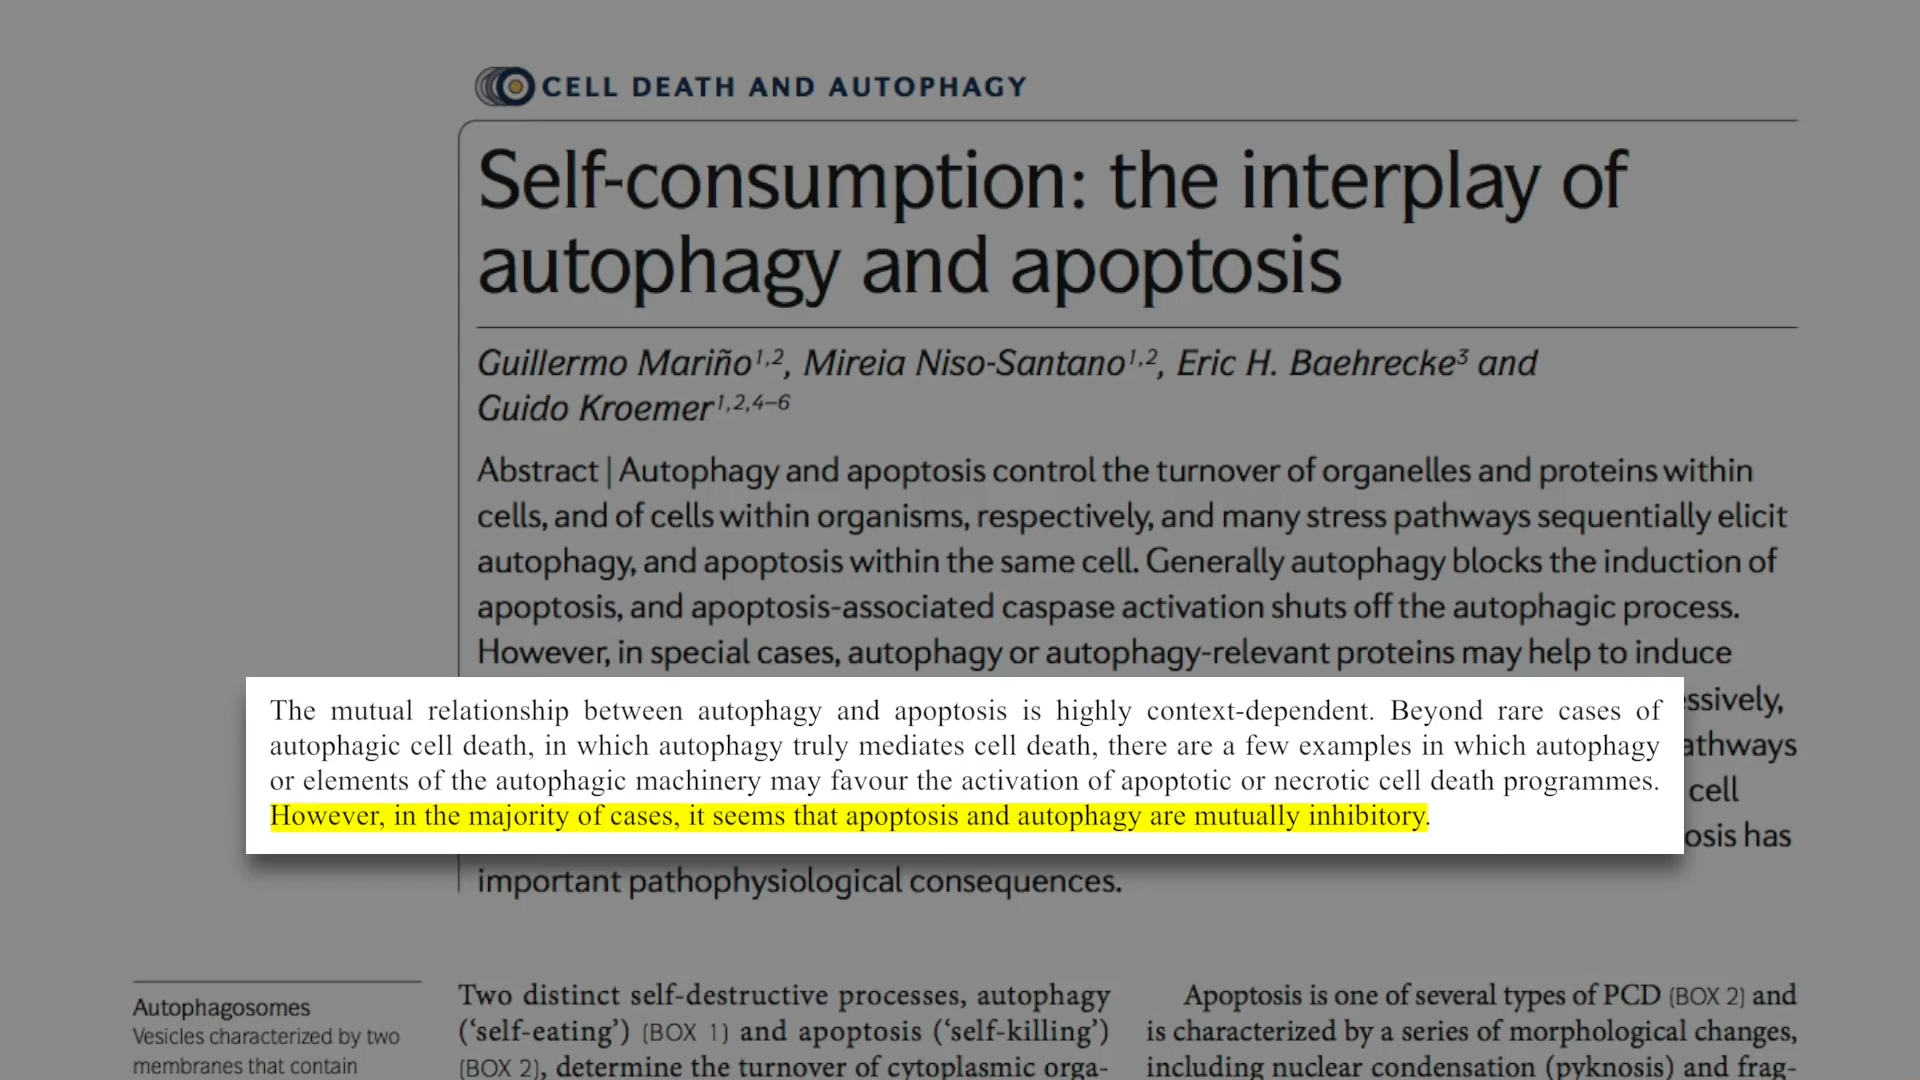 CELL DEATH AND AUTOPHAGY
Self-consumption: the interplay of
autophagy and apoptosis
Guillermo Mariño1,2, Mireia Niso-Santano1,2, Eric H. Baehrecke3 and
Guido Kroemer1,2,4–6
Abstract | Autophagy and apoptosis control the turnover of organelles and proteins within
cells, and of cells within organisms, respectively, and many stress pathways sequentially elicit
autophagy, and apoptosis within the same cell. Generally autophagy blocks the induction of
apoptosis, and apoptosis-associated caspase activation shuts off the autophagic process.
However, in special cases, autophagy or autophagy-relevant proteins may help to induce
The mutual relationship between autophagy and apoptosis is highly context-dependent. Beyond rare cases of
autophagic cell death, in which autophagy truly mediates cell death, there are a few examples in which autophagy
or elements of the autophagic machinery may favour the activation of apoptotic or necrotic cell death programmes.
However, in the majority of cases, it seems that apoptosis and autophagy are mutually inhibitory.
cell
has
important pathophysiological consequences.
Autophagosomes
Vesicles characterized by two
membranes that contain
Two distinct self-destructive processes, autophagy
(‘self-eating’) (BOX 1) and apoptosis (‘self-killing’)
(BOX 2), determine the turnover of cytoplasmic orga-
Apoptosis is one of several types of PCD (BOX 2) and
is characterized by a series of morphological changes,
including nuclear condensation (pyknosis) and frag-